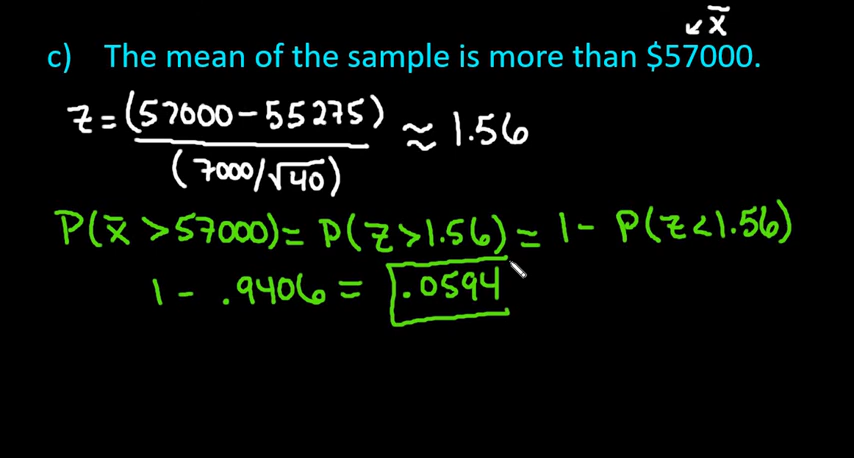 x̄
c) The mean of the sample is more than $57000.
z = (57000 - 55275) / (7000/√40) ≈ 1.56
P(x̄ > 57000) = P(z > 1.56) = 1 - P(z < 1.56)
1 - .9406 = .0594